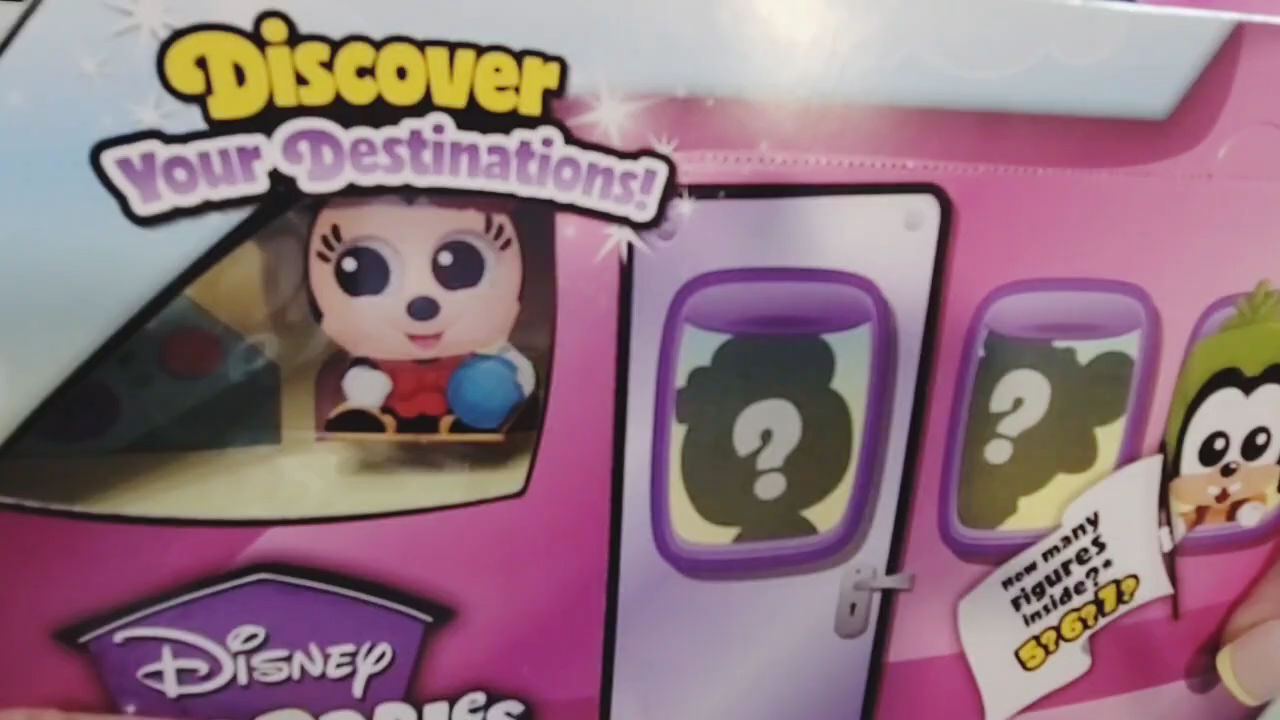 Discover
Your Destinations!
?
?
How many
Figures
inside?*
5?6?7?
Disney